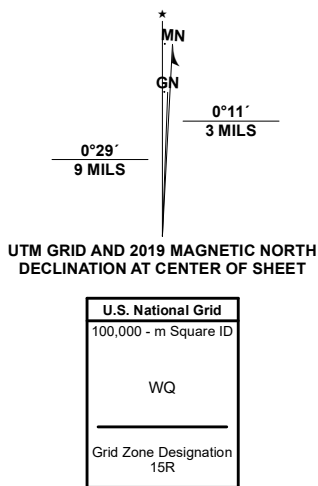 ★
MN
GN
0°11´
3 MILS
0°29´
9 MILS
UTM GRID AND 2019 MAGNETIC NORTH
DECLINATION AT CENTER OF SHEET
U.S. National Grid
100,000 - m Square ID
WQ
Grid Zone Designation
15R